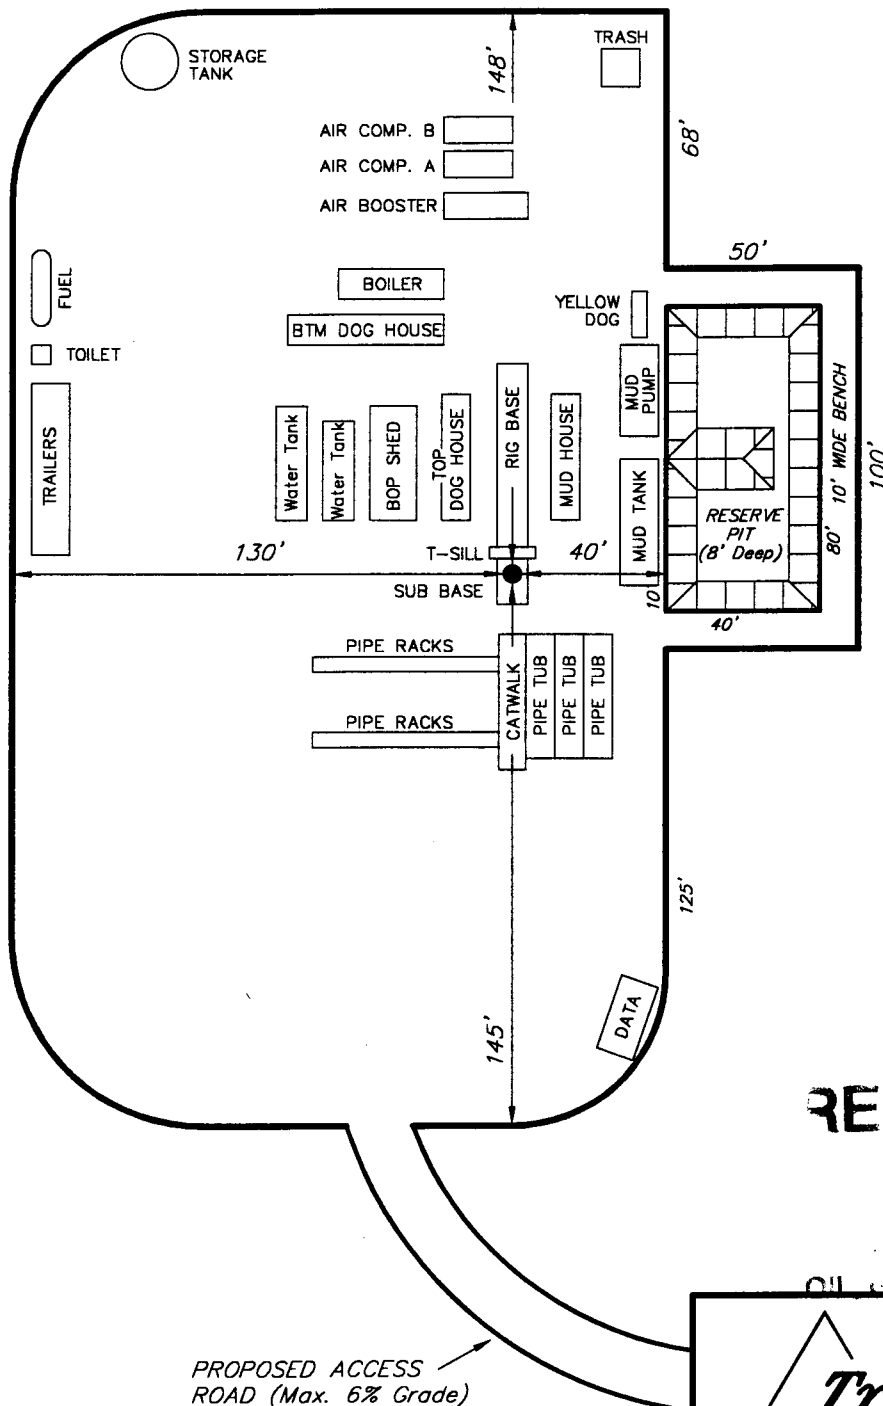 STORAGE
TANK
148'
TRASH
AIR COMP. B
AIR COMP. A
AIR BOOSTER
68'
50'
FUEL
BOILER
BTM DOG HOUSE
YELLOW
DOG
TOILET
TRAILERS
Water Tank
Water Tank
BOP SHED
TOP
DOG HOUSE
RIG BASE
MUD HOUSE
MUD
PUMP
MUD TANK
RESERVE
PIT
(8' Deep)
10' WIDE BENCH
80'
100'
T-SILL
130'
40'
SUB BASE
10'
40'
PIPE RACKS
PIPE RACKS
CATWALK
PIPE TUB
PIPE TUB
PIPE TUB
125'
145'
DATA
RE
OIL
PROPOSED ACCESS
ROAD (Max. 6% Grade)